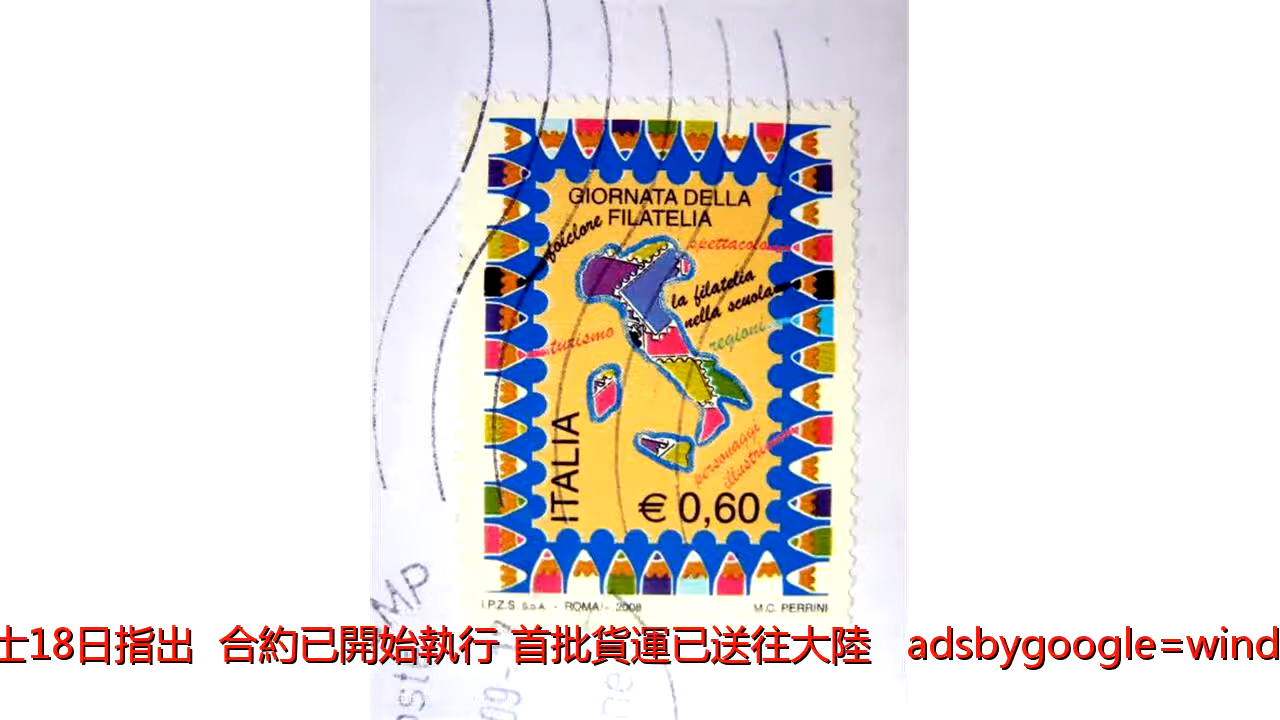 GIORNATA DELLA
FILATELIA
folclore
spettacolo
la filatelia
nella scuola
turismo
regioni
personaggi
illustri
ITALIA
€ 0,60
I.P.Z.S. S.p.A. - ROMA - 2008
M.C. PERRINI
MP
士18日指出 合約已開始執行 首批貨運已送往大陸 adsbygoogle=wind